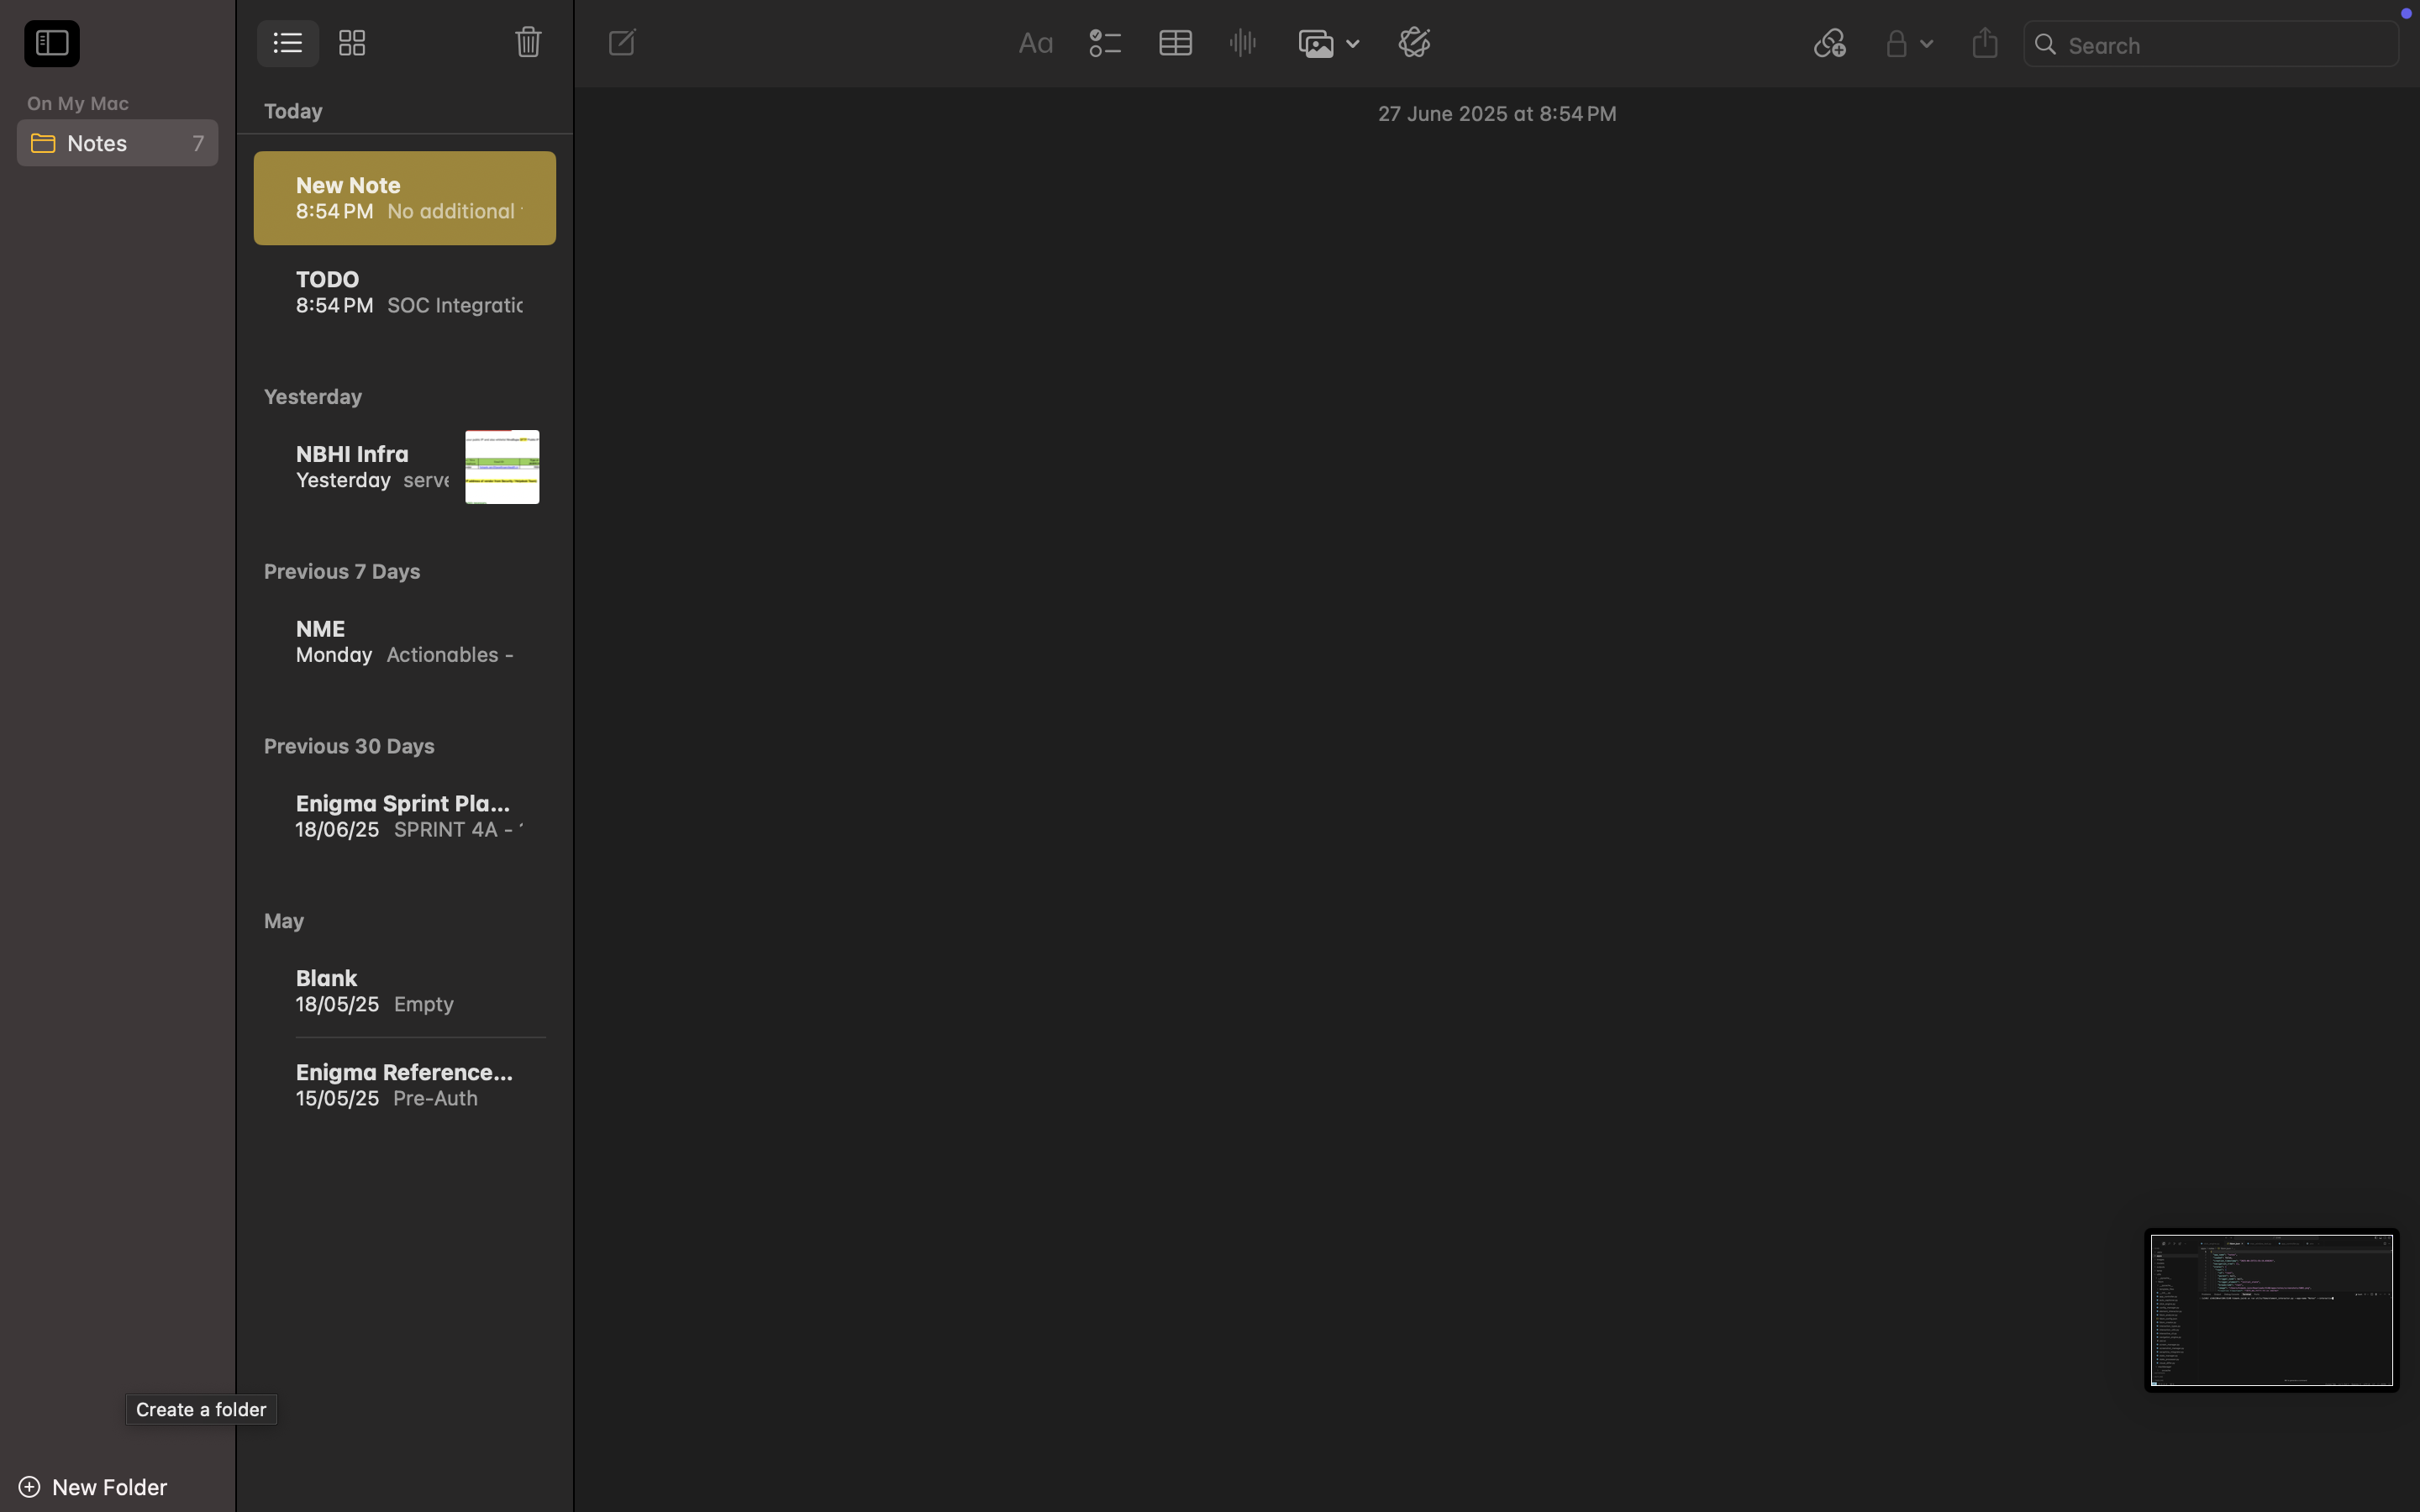 On My Mac
Notes 7
New Folder
Create a folder
Today
New Note
8:54 PM No additional
TODO
8:54 PM SOC Integratic
Yesterday
NBHI Infra
Yesterday serve
Previous 7 Days
NME
Monday Actionables -
Previous 30 Days
Enigma Sprint Pla...
18/06/25 SPRINT 4A -
May
Blank
18/05/25 Empty
Enigma Reference...
15/05/25 Pre-Auth
Aa
Search
27 June 2025 at 8:54 PM